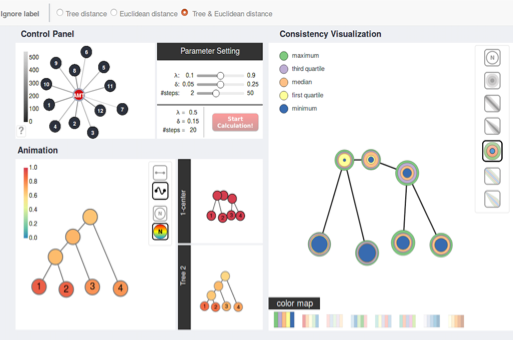 Ignore label Tree distance Euclidean distance Tree & Euclidean distance
Control Panel
Consistency Visualization
Parameter Setting
500
400
300
200
100
0
?
6
9
5
8
10
11
AMT
1
12
7
4
2
3
λ: 0.1 0.9
δ: 0.05 0.25
#steps: 2 50
λ = 0.5
δ = 0.15
#steps = 20
Start
Calculation!
maximum
third quartile
median
first quartile
minimum
N
Animation
1.0
0.8
0.6
0.4
0.2
0.0
1 2 3 4
N
N
1-center
1 2 3 4
Tree 2
1 2 3 4
color map